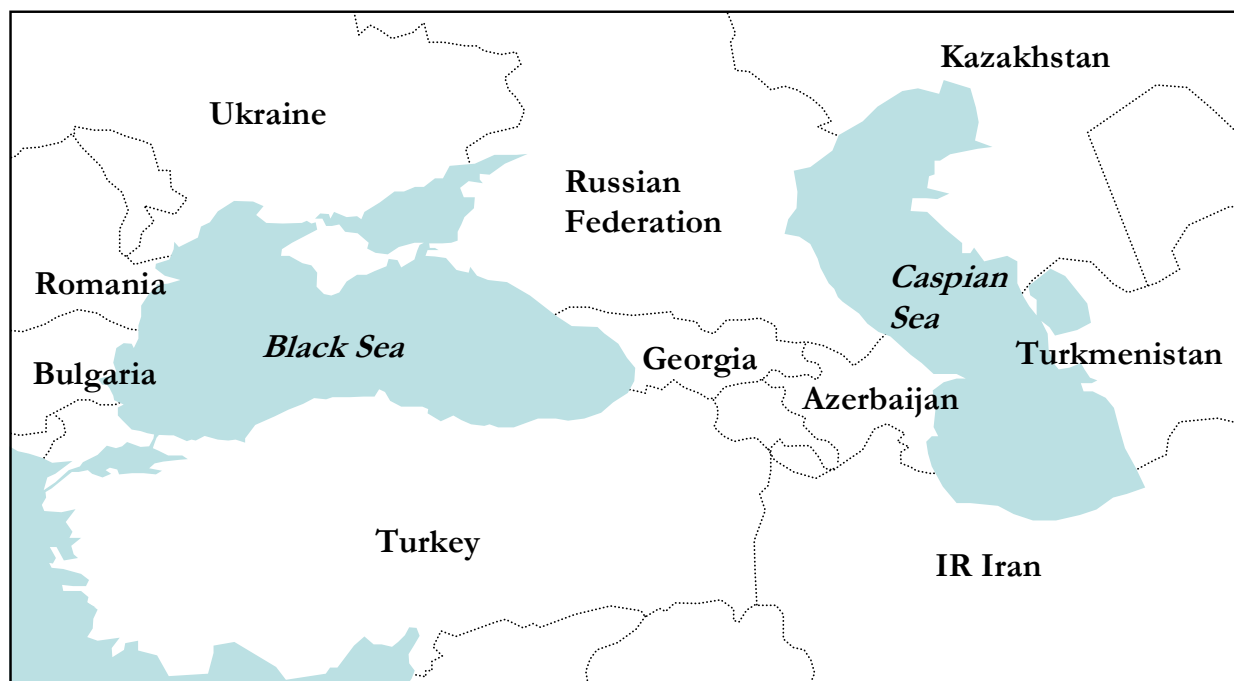 Kazakhstan
Ukraine
Russian
Federation
Romania
Caspian
Sea
Black Sea
Georgia
Turkmenistan
Bulgaria
Azerbaijan
Turkey
IR Iran